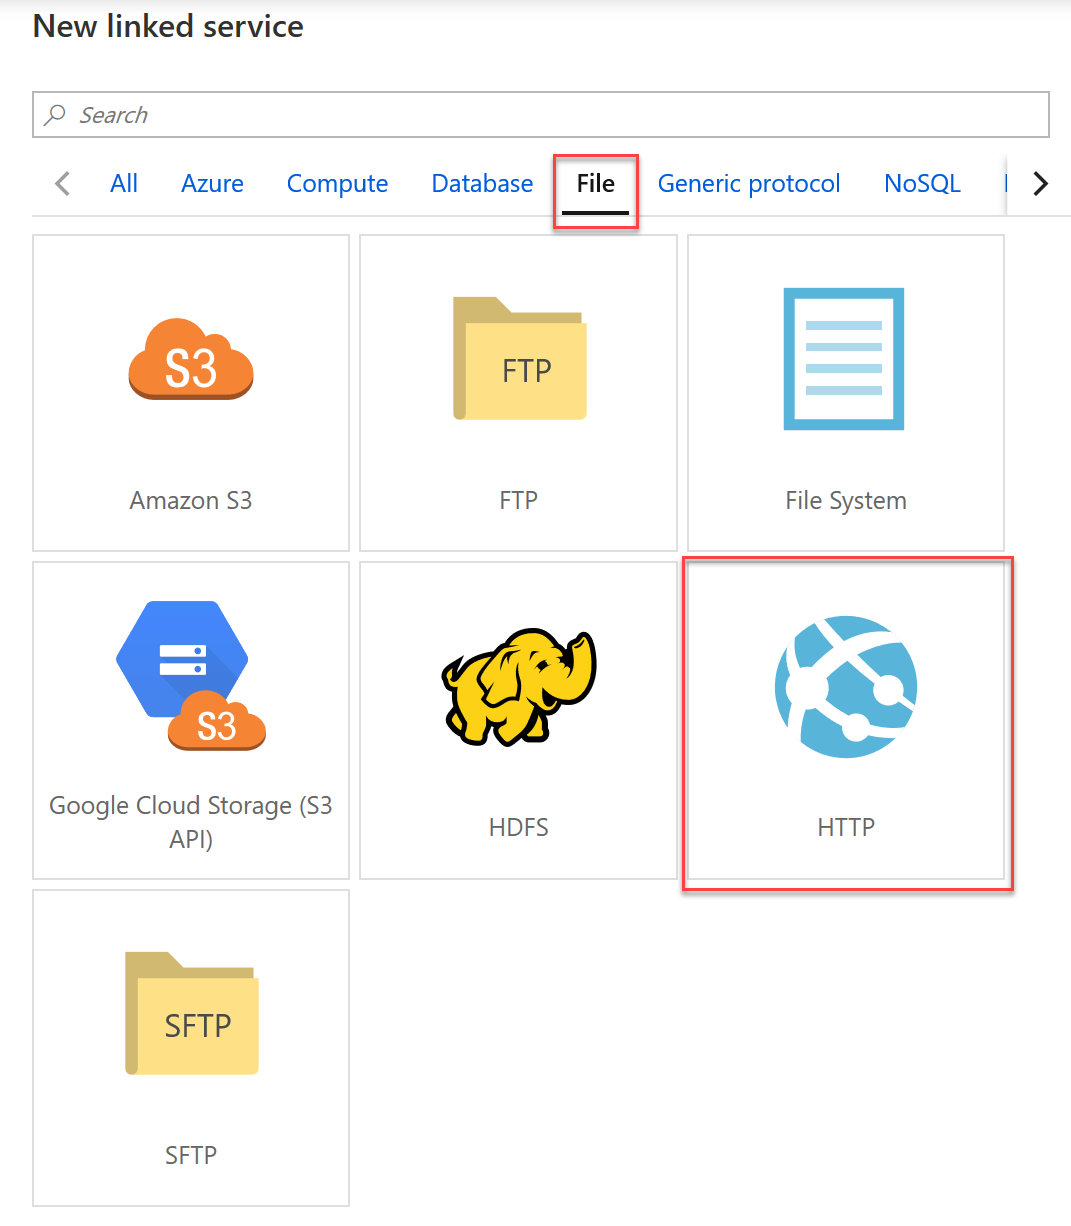 New linked service
Search
All Azure Compute Database File Generic protocol NoSQL
S3
FTP
Amazon S3 FTP File System
S3
Google Cloud Storage (S3
API)
HDFS HTTP
SFTP
SFTP